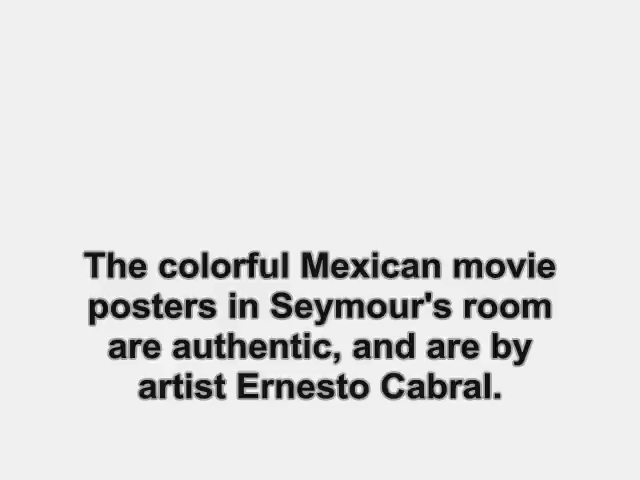 The colorful Mexican movie
posters in Seymour's room
are authentic, and are by
artist Ernesto Cabral.